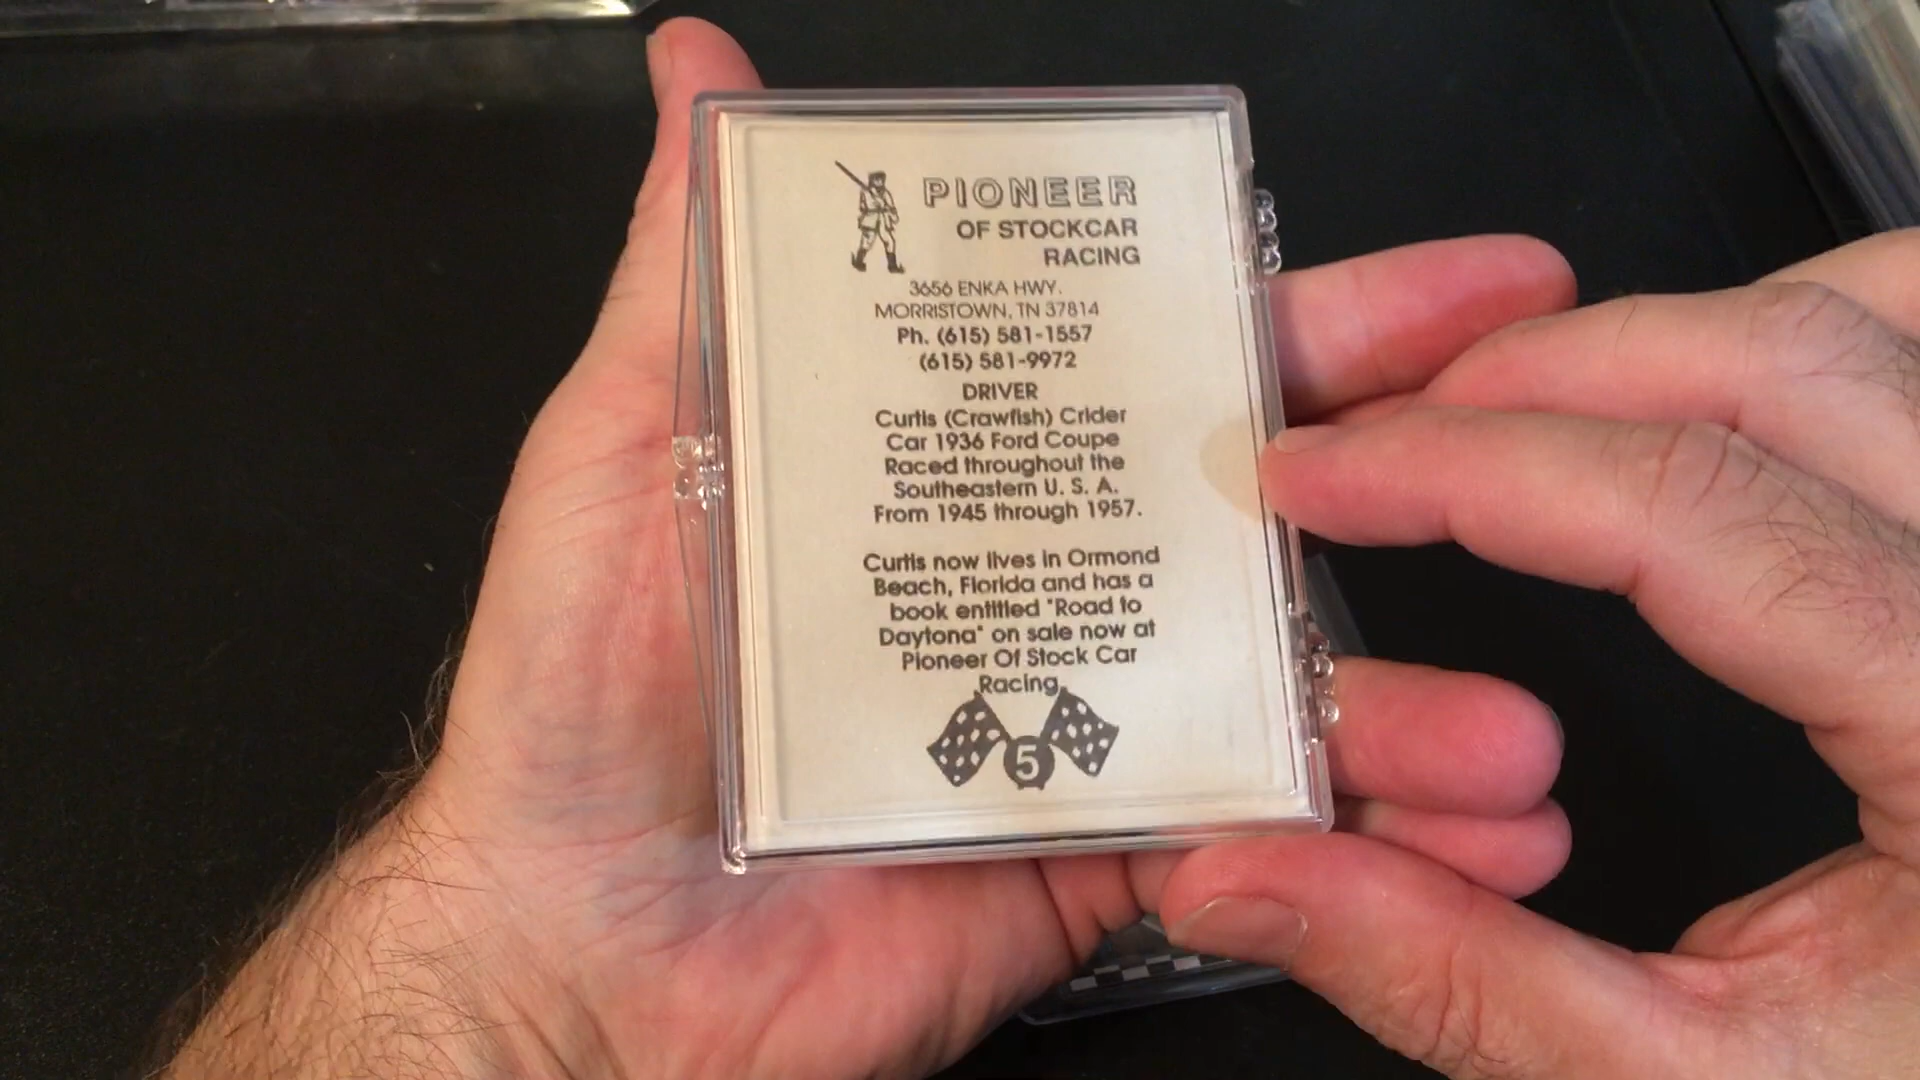 PIONEER
OF STOCKCAR
RACING
3656 ENKA HWY.
MORRISTOWN, TN 37814
Ph. (615) 581-1557
(615) 581-9972
DRIVER
Curtis (Crawfish) Crider
Car 1936 Ford Coupe
Raced throughout the
Southeastern U. S. A.
From 1945 through 1957.
Curtis now lives in Ormond
Beach, Florida and has a
book entitled "Road to
Daytona" on sale now at
Pioneer Of Stock Car
Racing.
5